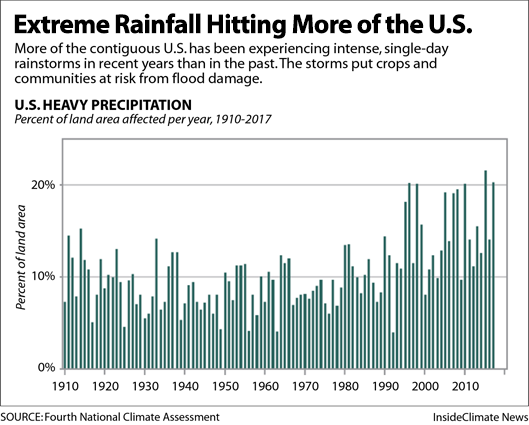 Extreme Rainfall Hitting More of the U.S.
More of the contiguous U.S. has been experiencing intense, single-day
rainstorms in recent years than in the past. The storms put crops and
communities at risk from flood damage.
U.S. HEAVY PRECIPITATION
Percent of land area affected per year, 1910-2017
Percent of land area
20%
10%
0%
1910 1920 1930 1940 1950 1960 1970 1980 1990 2000 2010
SOURCE: Fourth National Climate Assessment
InsideClimate News